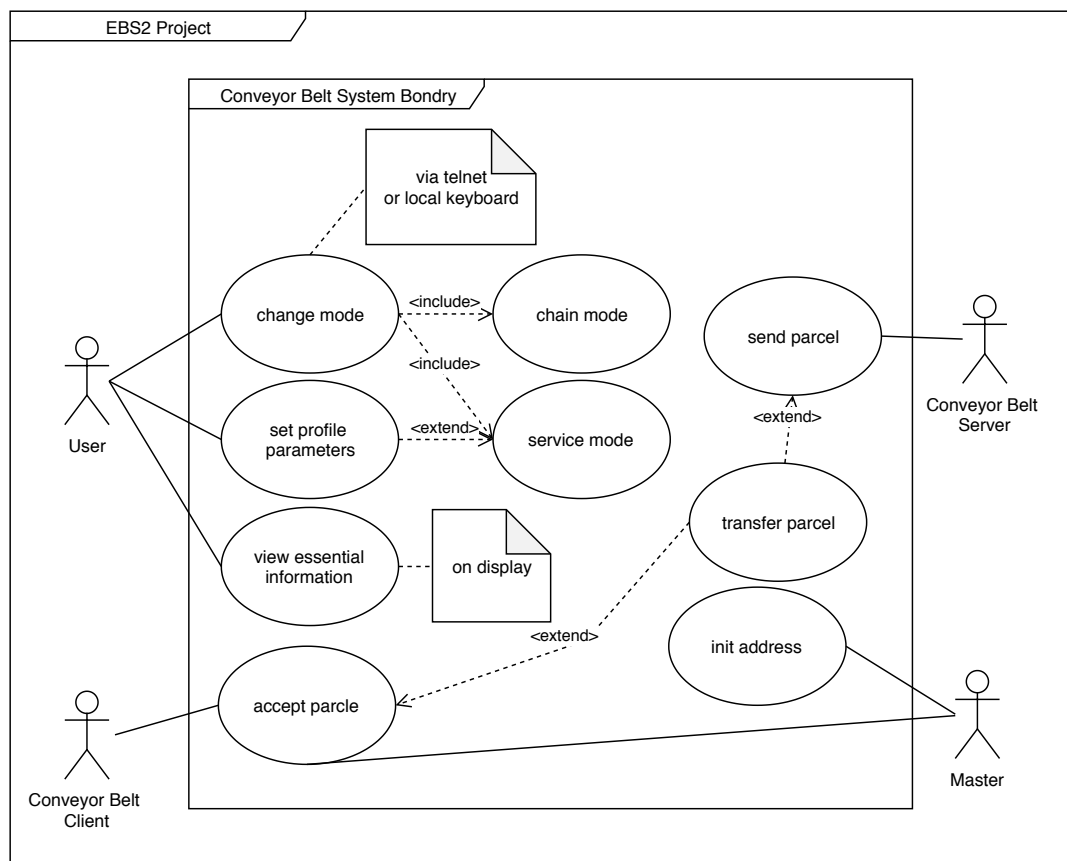 EBS2 Project
Conveyor Belt System Bondry
via telnet
or local keyboard
change mode
<include>
chain mode
send parcel
<include>
User
set profile
parameters
<extend>
service mode
<extend>
Conveyor Belt
Server
transfer parcel
view essential
information
on display
<extend>
init address
accept parcle
Conveyor Belt
Client
Master